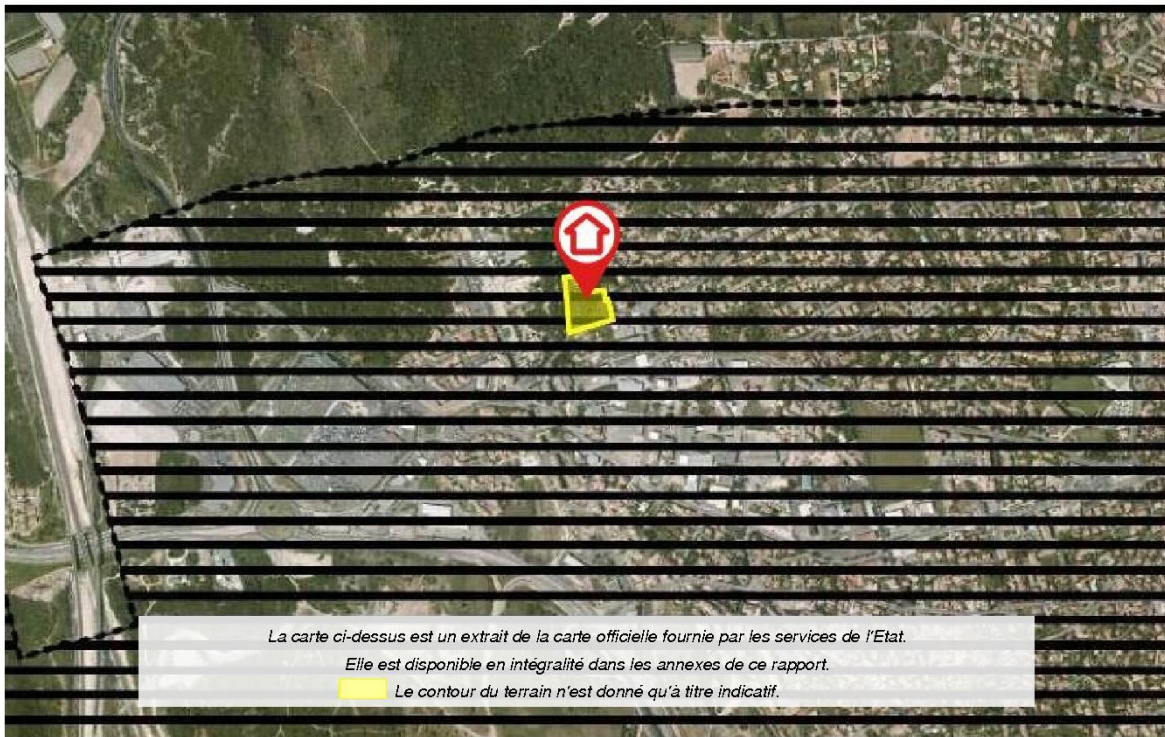 La carte ci-dessus est un extrait de la carte officielle fournie par les services de l'Etat.
Elle est disponible en intégralité dans les annexes de ce rapport.
Le contour du terrain n'est donné qu'à titre indicatif.